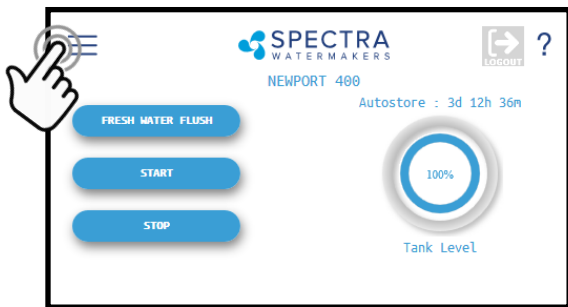 SPECTRA
WATERMAKERS
LOGOUT
?
NEWPORT 400
Autostore : 3d 12h 36m
FRESH WATER FLUSH
START
STOP
100%
Tank Level